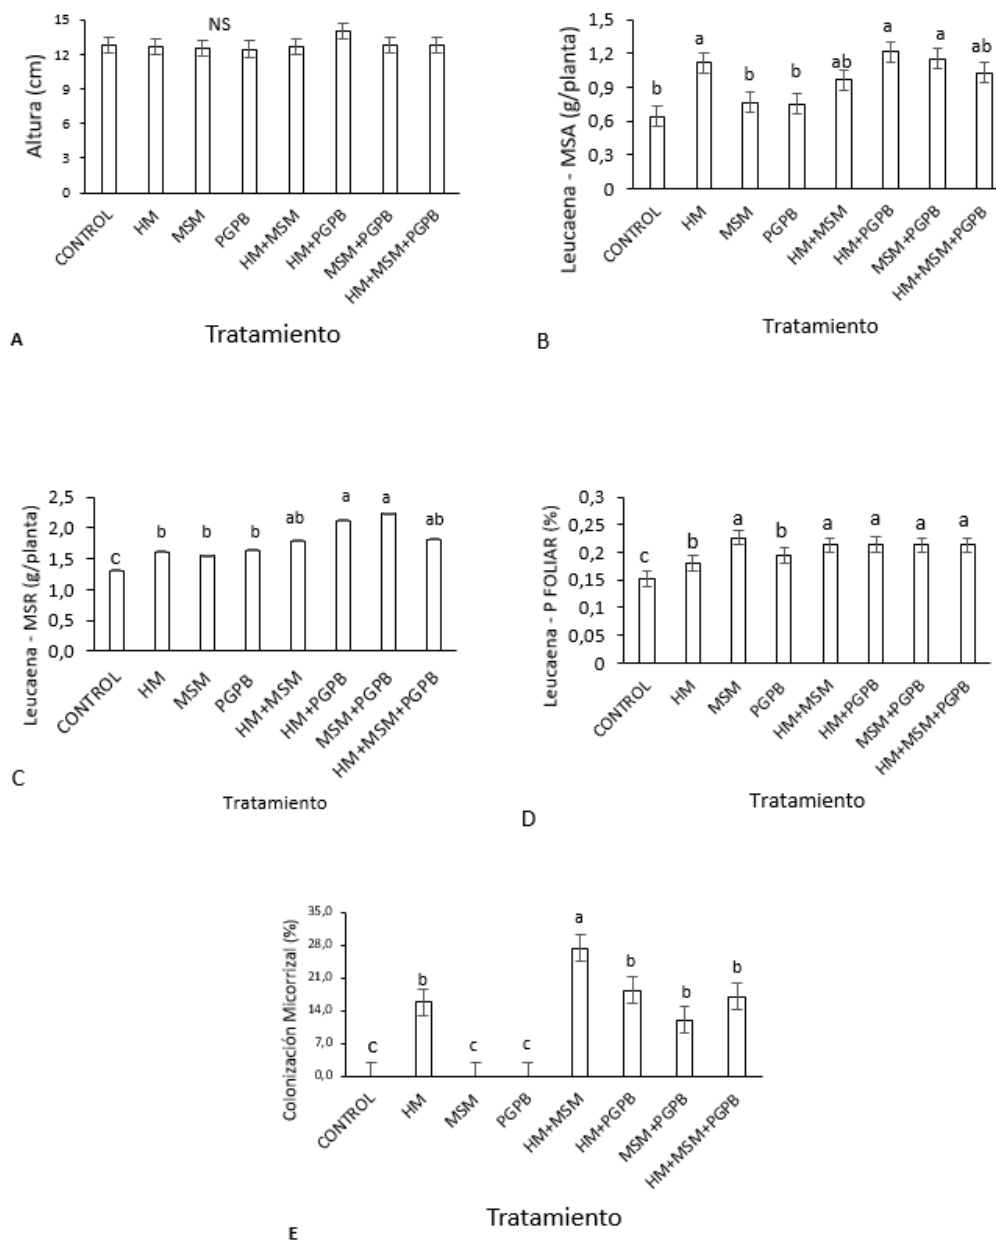 Altura (cm)
15
12
9
6
3
0
NS
CONTROL
HM
MSM
PGPB
HM+MSM
HM+PGPB
MSM+PGPB
HM+MSM+PGPB
Tratamiento
A
Leucaena - MSA (g/planta)
1,5
1,2
0,9
0,6
0,3
0
b
a
b
b
ab
a
a
ab
CONTROL
HM
MSM
PGPB
HM+MSM
HM+PGPB
MSM+PGPB
HM+MSM+PGPB
Tratamiento
B
Leucaena - MSR (g/planta)
2,5
2,0
1,5
1,0
0,5
0,0
c
b
b
b
ab
a
a
ab
CONTROL
HM
MSM
PGPB
HM+MSM
HM+PGPB
MSM+PGPB
HM+MSM+PGPB
Tratamiento
C
Leucaena - P FOLIAR (%)
0,3
0,25
0,2
0,15
0,1
0,05
0
c
b
a
b
a
a
a
a
CONTROL
HM
MSM
PGPB
HM+MSM
HM+PGPB
MSM+PGPB
HM+MSM+PGPB
Tratamiento
D
Colonización Micorrizal (%)
35,0
28,0
21,0
14,0
7,0
0,0
c
b
c
c
a
b
b
b
CONTROL
HM
MSM
PGPB
HM+MSM
HM+PGPB
MSM+PGPB
HM+MSM+PGPB
Tratamiento
E